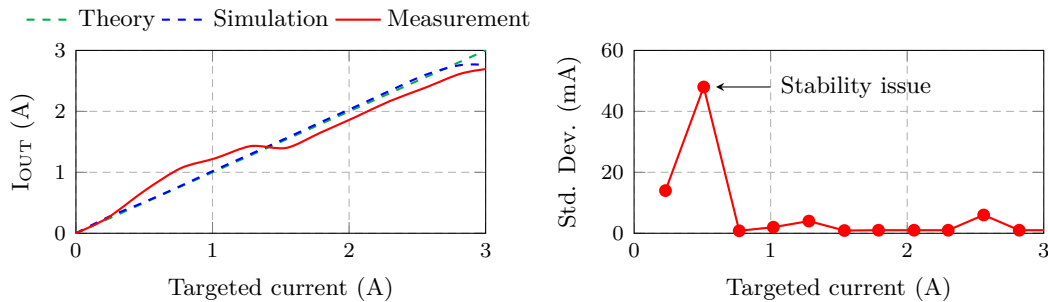 Theory Simulation Measurement
3
2
1
0
0 1 2 3
I_OUT (A)
Targeted current (A)
60
40
20
0
0 1 2 3
Std. Dev. (mA)
Stability issue
Targeted current (A)